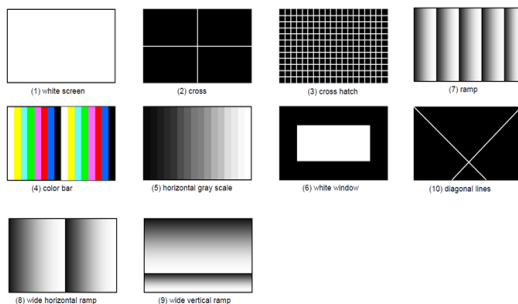 (1) white screen
(2) cross
(3) cross hatch
(7) ramp
(4) color bar
(5) horizontal gray scale
(6) white window
(10) diagonal lines
(8) wide horizontal ramp
(9) wide vertical ramp